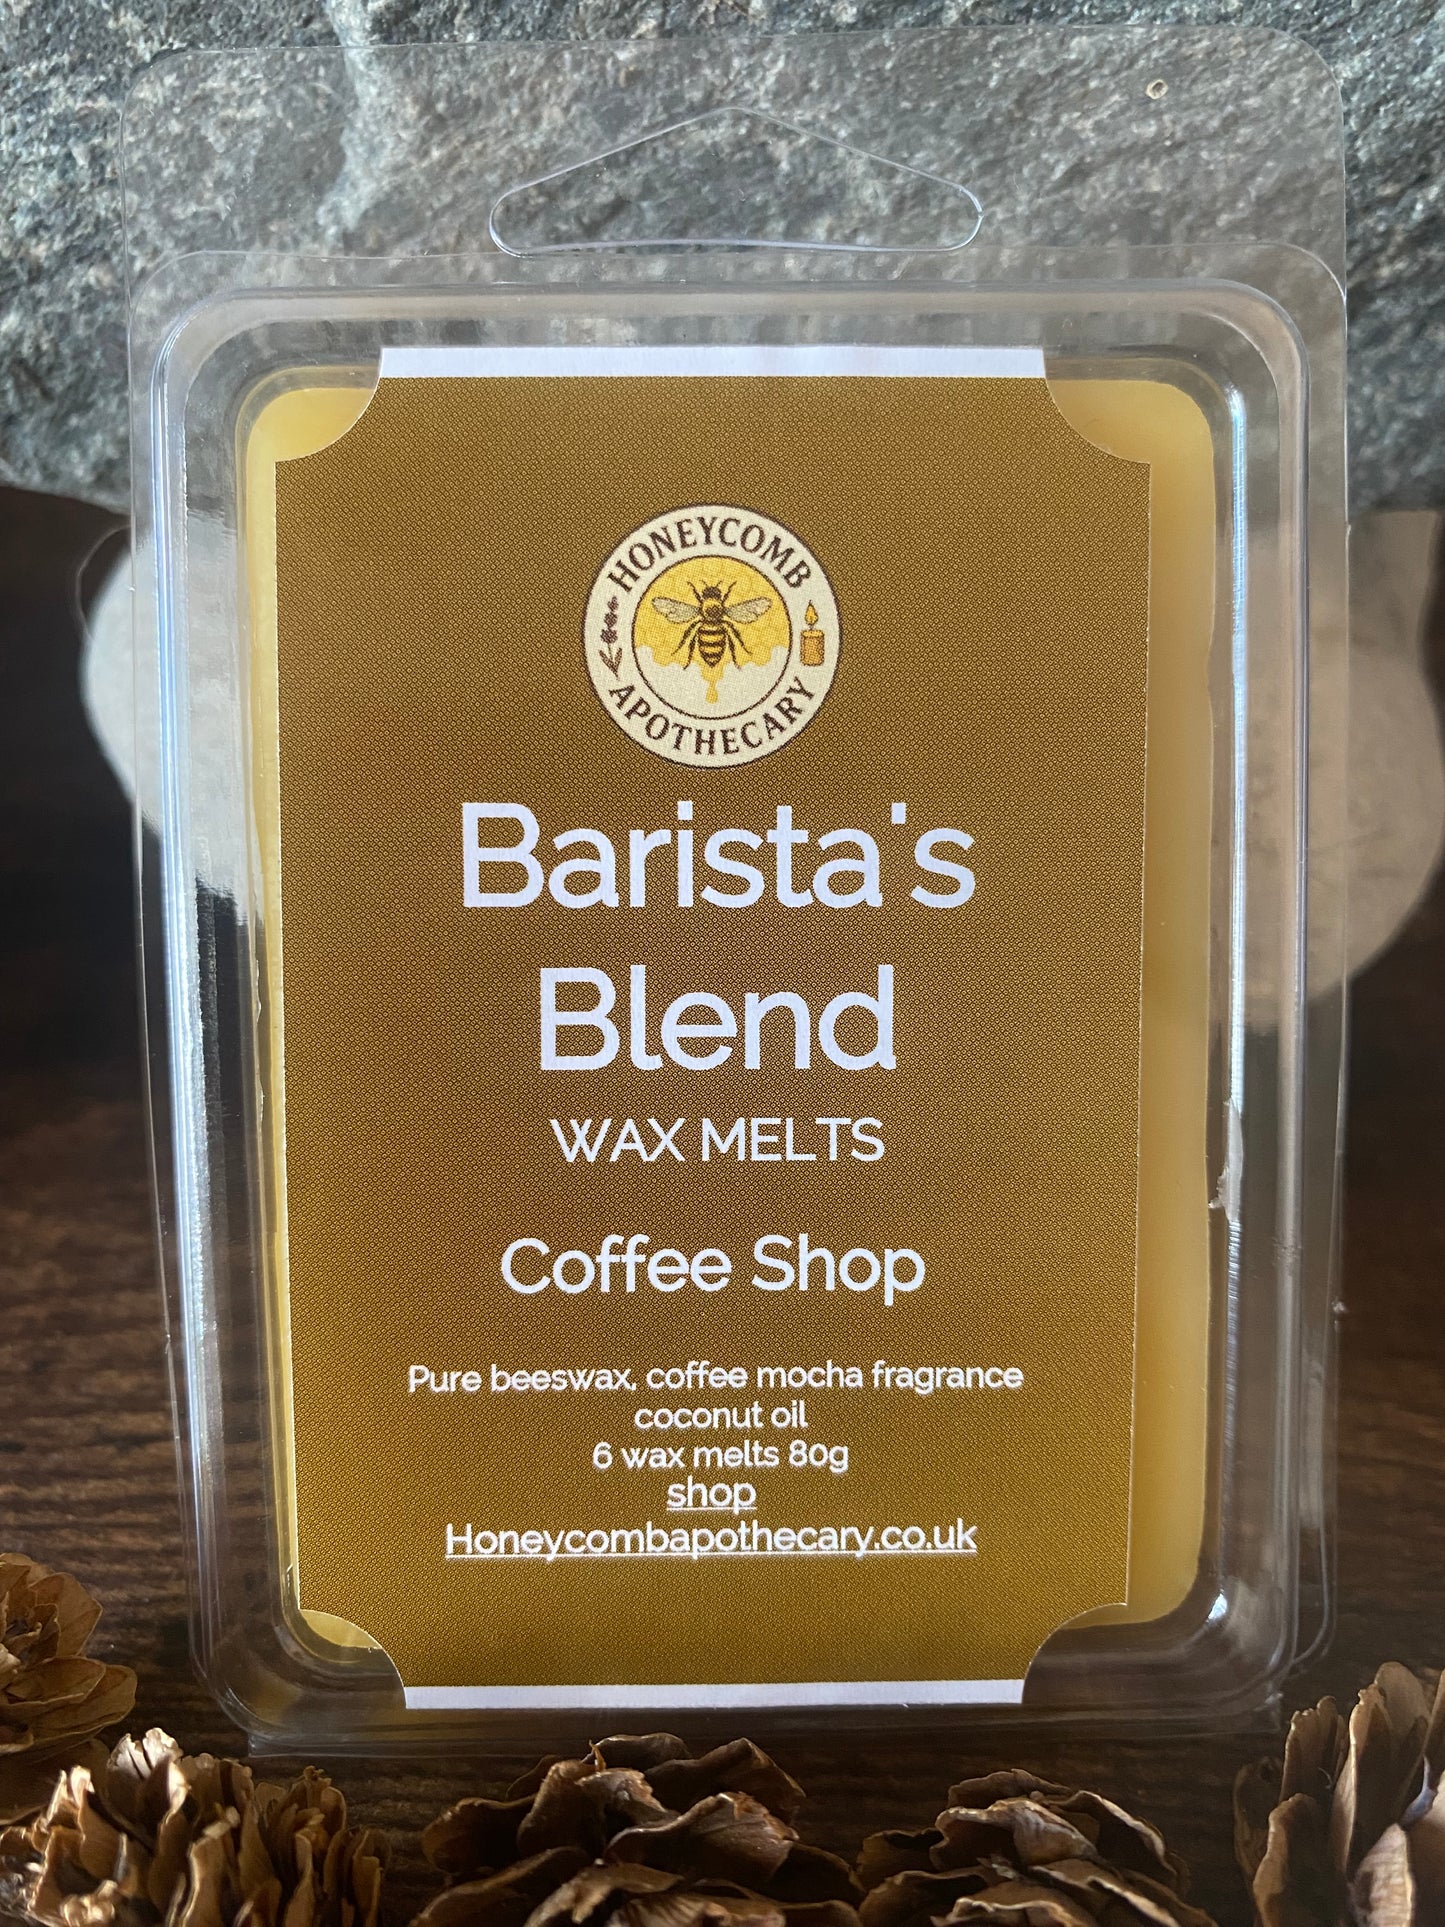 HONEYCOMB
APOTHECARY
Barista's
Blend
WAX MELTS
Coffee Shop
Pure beeswax, coffee mocha fragrance
coconut oil
6 wax melts 80g
shop
Honeycombapothecary.co.uk